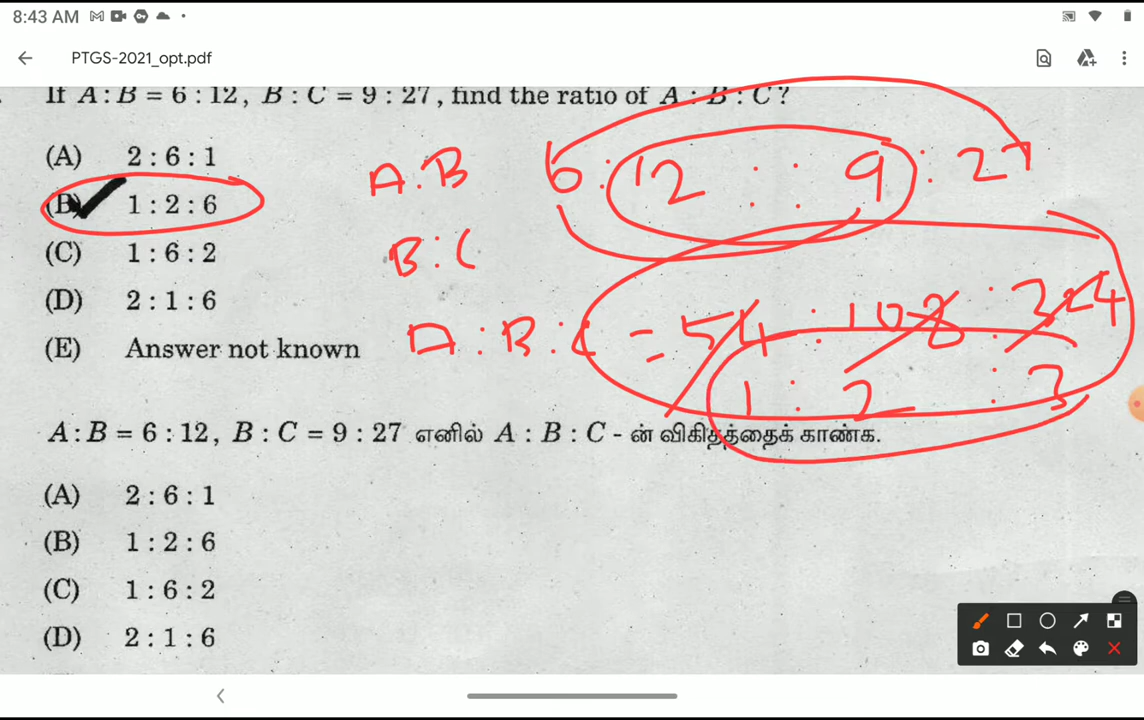 8:43 AM
PTGS-2021_opt.pdf
If A : B = 6 : 12, B : C = 9 : 27, find the ratio of A : B : C?
(A) 2 : 6 : 1
(B) 1 : 2 : 6
(C) 1 : 6 : 2
(D) 2 : 1 : 6
(E) Answer not known
A:B 6 : 12 : : 9 : 27
B:C
A : B : C = 54 : 108 : 324
1 : 2 : 3
A : B = 6 : 12, B : C = 9 : 27 எனில் A : B : C - ன் விகிதத்தைக் காண்க.
(A) 2 : 6 : 1
(B) 1 : 2 : 6
(C) 1 : 6 : 2
(D) 2 : 1 : 6